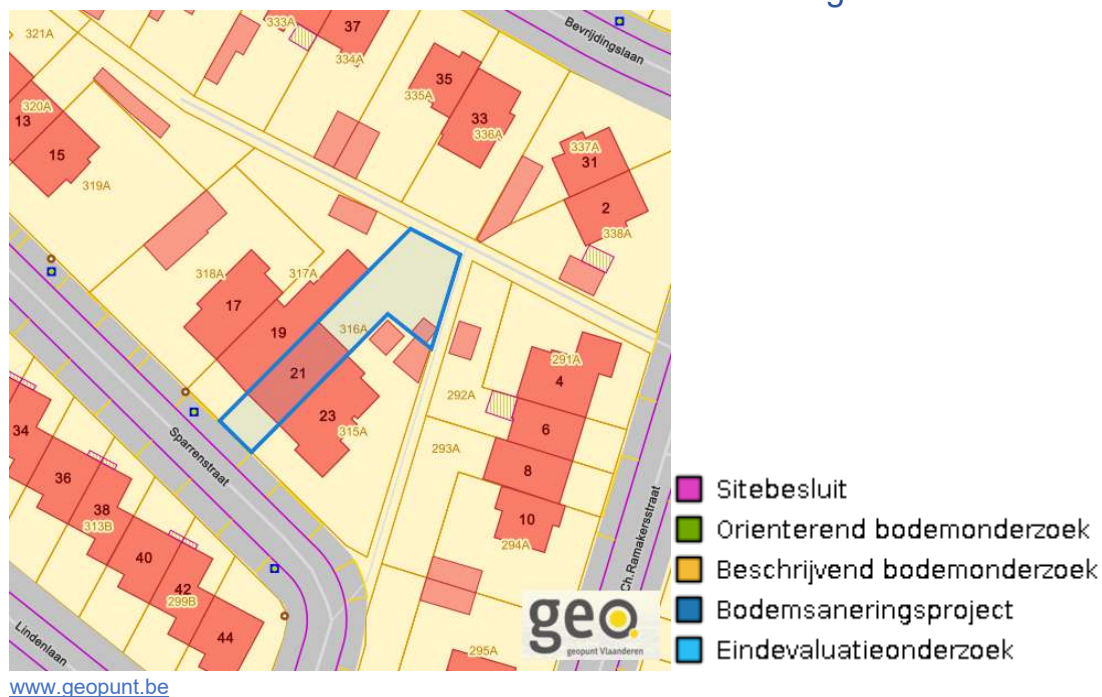 37
333A
334A
Bevrijdingslaan
321A
35
335A
33
336A
320A
13
15
319A
337A
31
2
338A
318A
317A
17
19
316A
21
23
315A
291A
4
292A
6
293A
8
10
294A
34
Sparrenstraat
36
38
313B
40
42
299B
44
Lindenlaan
295A
Ch.Ramakersstraat
geo
geopunt Vlaanderen
Sitebesluit
Orienterend bodemonderzoek
Beschrijvend bodemonderzoek
Bodemsaneringsproject
Eindevaluatieonderzoek
www.geopunt.be